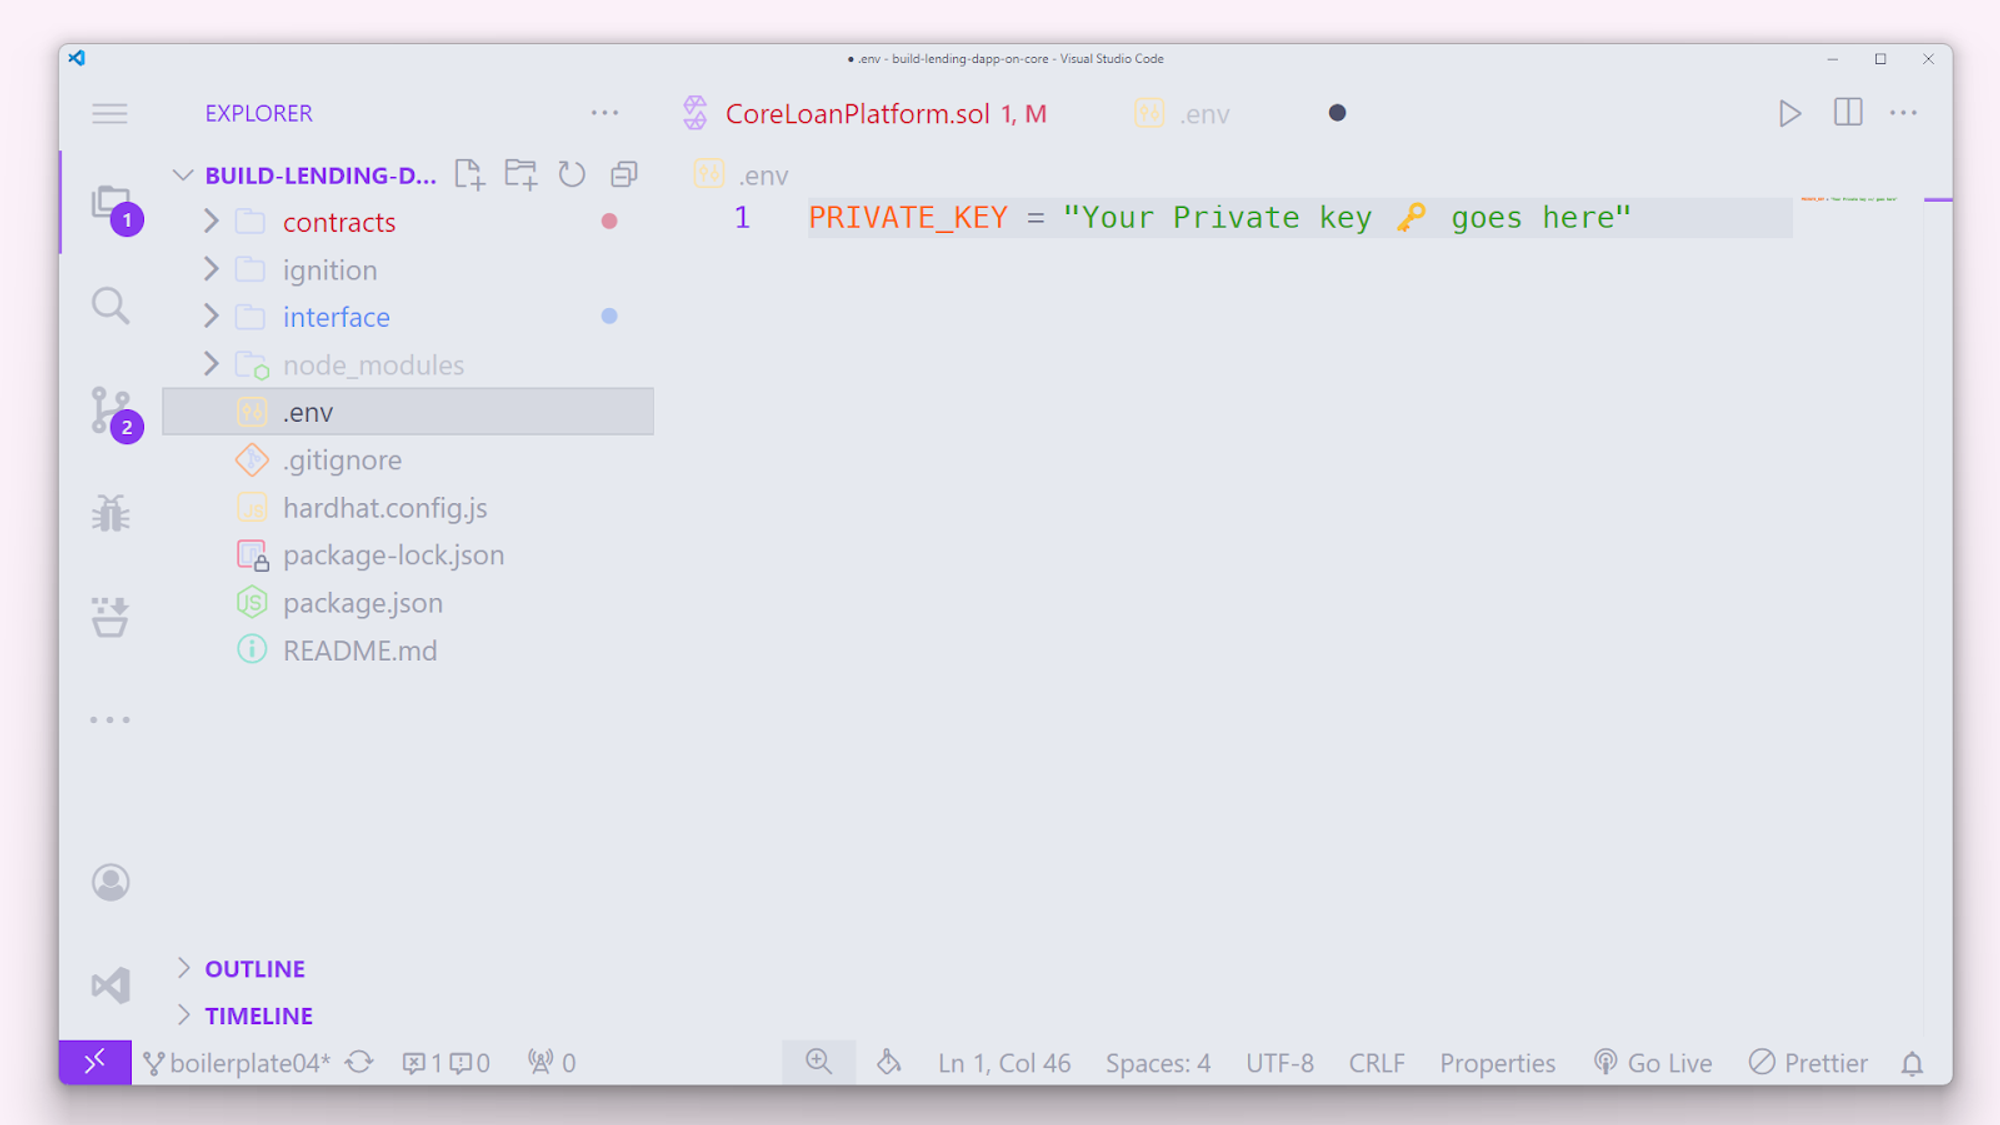 ● .env - build-lending-dapp-on-core - Visual Studio Code
EXPLORER
CoreLoanPlatform.sol 1, M
.env
BUILD-LENDING-D...
.env
contracts
1 PRIVATE_KEY = "Your Private key 🔑 goes here"
ignition
interface
node_modules
.env
.gitignore
hardhat.config.js
package-lock.json
package.json
README.md
1
2
OUTLINE
TIMELINE
boilerplate04* 1 0 0 Ln 1, Col 46 Spaces: 4 UTF-8 CRLF Properties Go Live Prettier